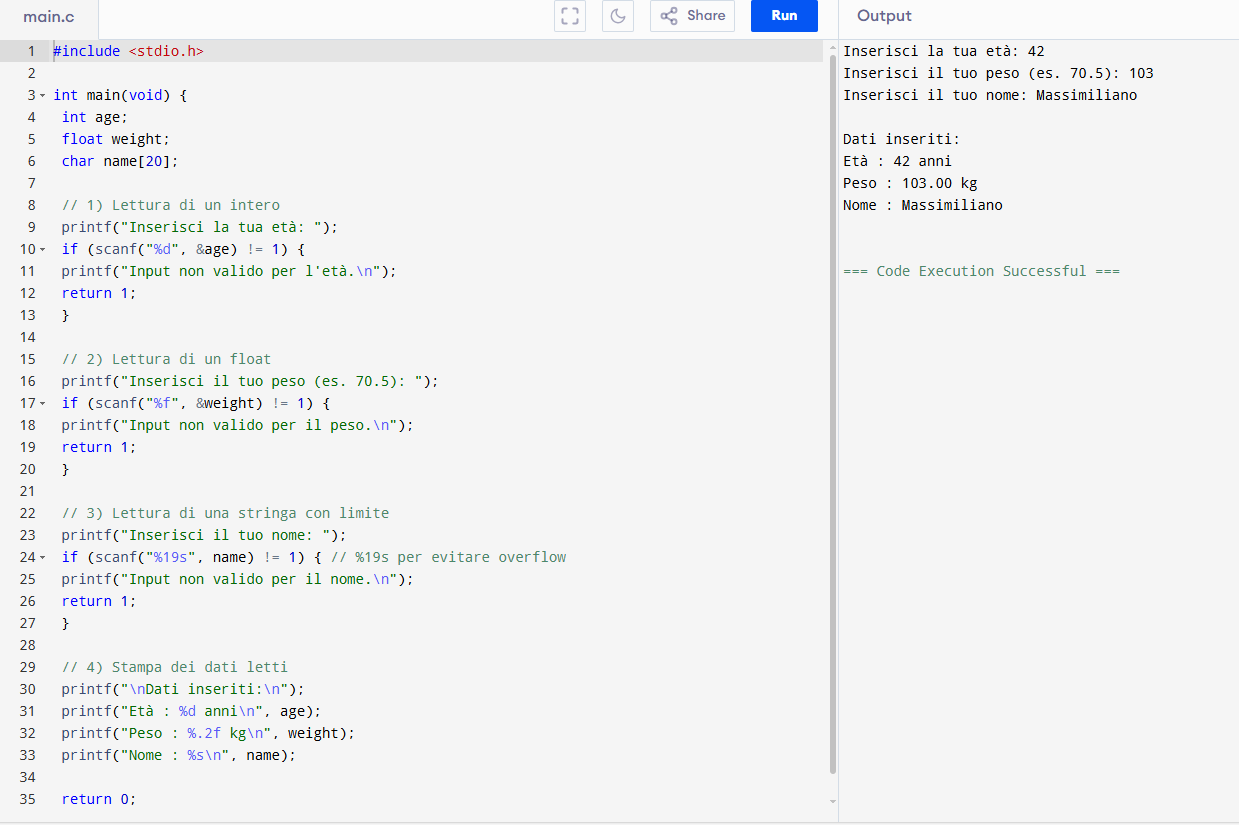 main.c
Share
Run
Output
1 #include <stdio.h>
2
3 int main(void) {
4 int age;
5 float weight;
6 char name[20];
7
8 // 1) Lettura di un intero
9 printf("Inserisci la tua età: ");
10 if (scanf("%d", &age) != 1) {
11 printf("Input non valido per l'età.\n");
12 return 1;
13 }
14
15 // 2) Lettura di un float
16 printf("Inserisci il tuo peso (es. 70.5): ");
17 if (scanf("%f", &weight) != 1) {
18 printf("Input non valido per il peso.\n");
19 return 1;
20 }
21
22 // 3) Lettura di una stringa con limite
23 printf("Inserisci il tuo nome: ");
24 if (scanf("%19s", name) != 1) { // %19s per evitare overflow
25 printf("Input non valido per il nome.\n");
26 return 1;
27 }
28
29 // 4) Stampa dei dati letti
30 printf("\nDati inseriti:\n");
31 printf("Età : %d anni\n", age);
32 printf("Peso : %.2f kg\n", weight);
33 printf("Nome : %s\n", name);
34
35 return 0;
Inserisci la tua età: 42
Inserisci il tuo peso (es. 70.5): 103
Inserisci il tuo nome: Massimiliano
Dati inseriti:
Età : 42 anni
Peso : 103.00 kg
Nome : Massimiliano
=== Code Execution Successful ===